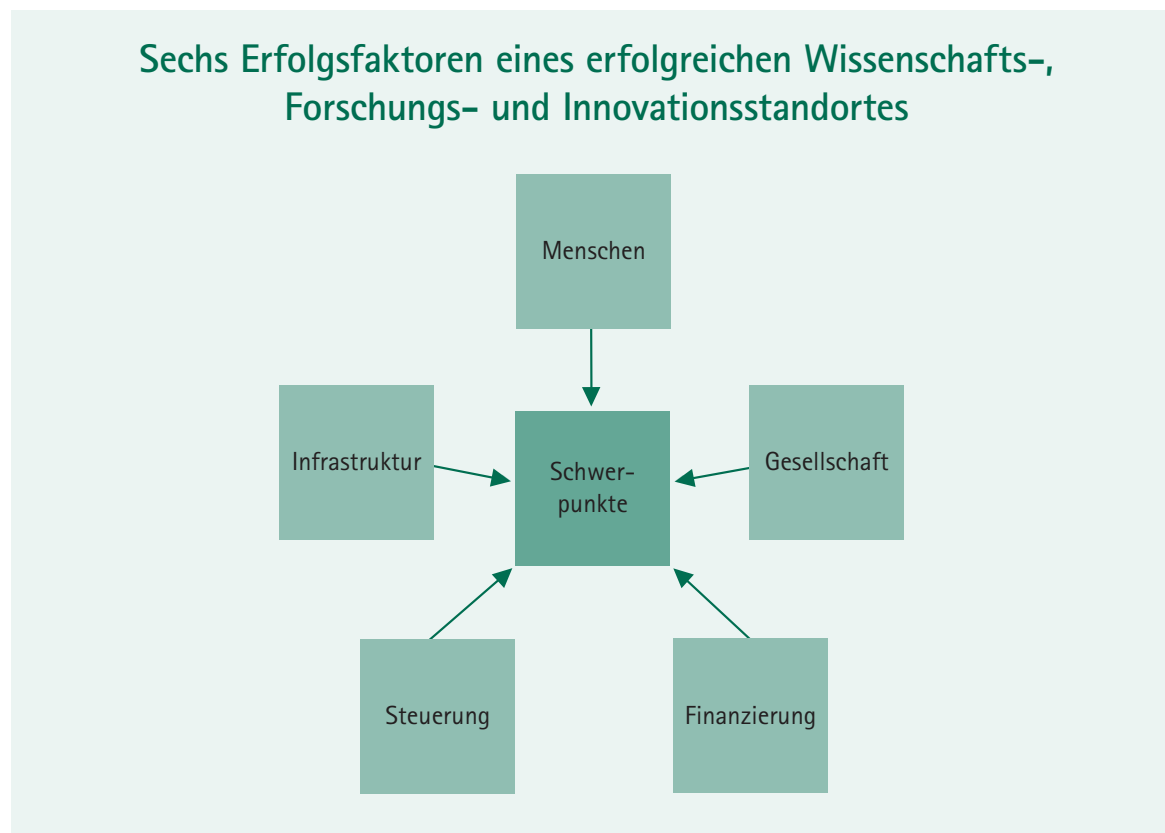 Sechs Erfolgsfaktoren eines erfolgreichen Wissenschafts-,
Forschungs- und Innovationsstandortes
Menschen
Infrastruktur
Schwer-
punkte
Gesellschaft
Steuerung
Finanzierung